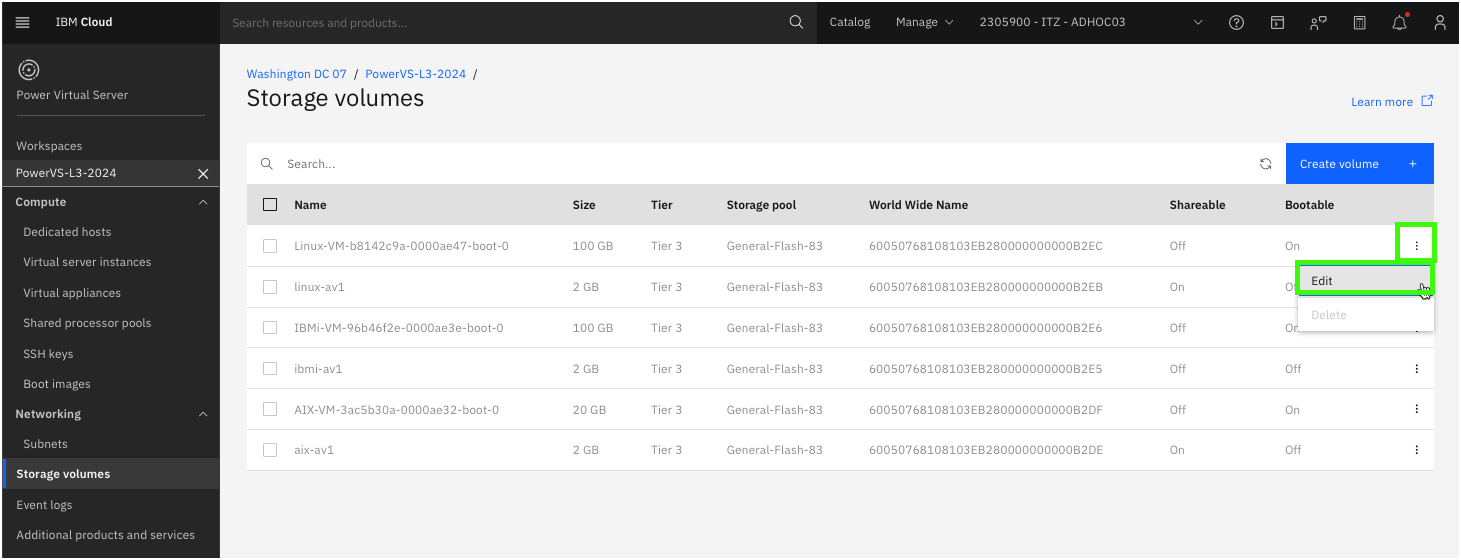 IBM Cloud
Search resources and products...
Catalog
Manage
2305900 - ITZ - ADHOC03
Power Virtual Server
Workspaces
PowerVS-L3-2024
Compute
Dedicated hosts
Virtual server instances
Virtual appliances
Shared processor pools
SSH keys
Boot images
Networking
Subnets
Storage volumes
Event logs
Additional products and services
Washington DC 07 / PowerVS-L3-2024 /
Storage volumes
Learn more
Search...
Create volume +
Name Size Tier Storage pool World Wide Name Shareable Bootable
Linux-VM-b8142c9a-0000ae47-boot-0 100 GB Tier 3 General-Flash-83 60050768108103EB280000000000B2EC Off On
Edit
linux-av1 2 GB Tier 3 General-Flash-83 60050768108103EB280000000000B2EB On
Delete
IBMi-VM-96b46f2e-0000ae3e-boot-0 100 GB Tier 3 General-Flash-83 60050768108103EB280000000000B2E6 Off
ibmi-av1 2 GB Tier 3 General-Flash-83 60050768108103EB280000000000B2E5 Off Off
AIX-VM-3ac5b30a-0000ae32-boot-0 20 GB Tier 3 General-Flash-83 60050768108103EB280000000000B2DF Off On
aix-av1 2 GB Tier 3 General-Flash-83 60050768108103EB280000000000B2DE On Off